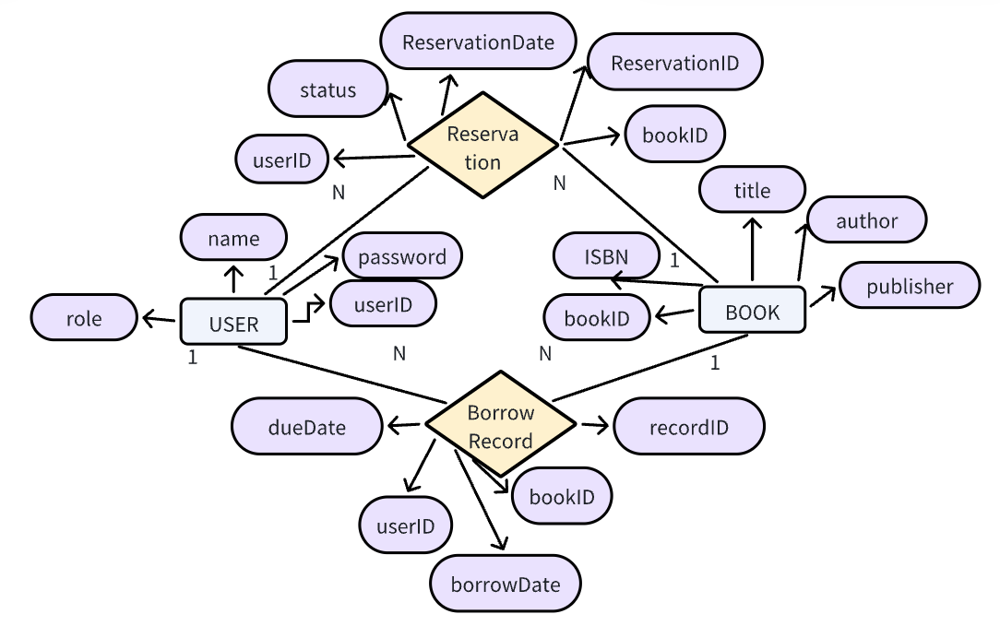 ReservationDate
ReservationID
status
Reserva
tion
bookID
userID
N
N
title
author
name
password
ISBN
1
1
publisher
userID
role
USER
bookID
BOOK
1
N
N
1
dueDate
Borrow
Record
recordID
bookID
userID
borrowDate